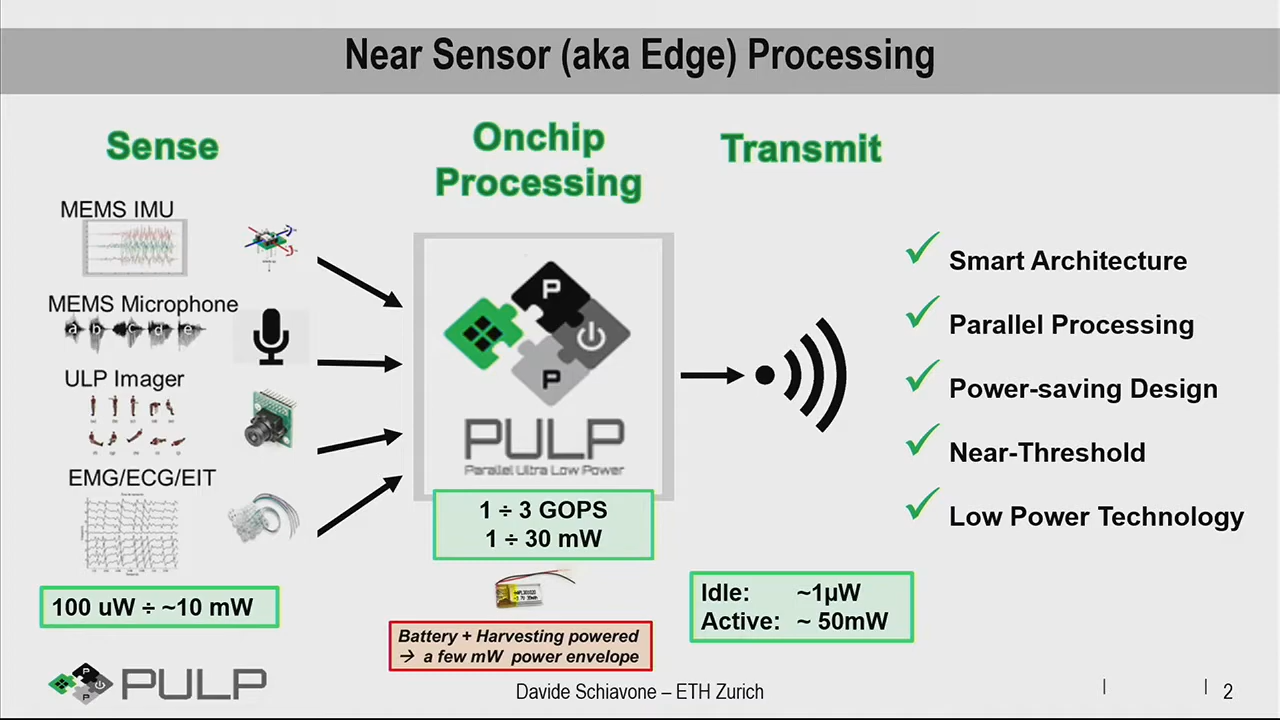 Near Sensor (aka Edge) Processing
Sense
Onchip
Processing
Transmit
MEMS IMU
MEMS Microphone
a b c d e
ULP Imager
EMG/ECG/EIT
100 uW ÷ ~10 mW
P
P
PULP
Parallel Ultra Low Power
1 ÷ 3 GOPS
1 ÷ 30 mW
Battery + Harvesting powered
→ a few mW power envelope
Idle: ~1µW
Active: ~ 50mW
Smart Architecture
Parallel Processing
Power-saving Design
Near-Threshold
Low Power Technology
P
P
PULP
Davide Schiavone – ETH Zurich
2